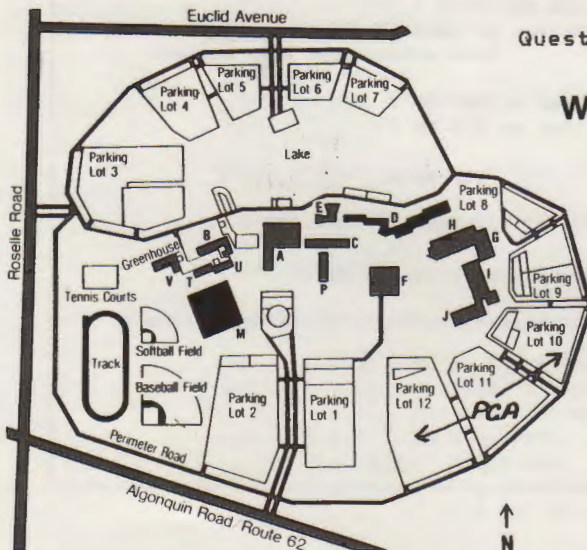 Euclid Avenue
Quest
W
Parking
Lot 4
Parking
Lot 5
Parking
Lot 6
Parking
Lot 7
Parking
Lot 3
Lake
Parking
Lot 8
Roselle Road
E
D
H
G
Greenhouse
B
A
C
I
V
T
U
P
F
Parking
Lot 9
Tennis Courts
M
J
Parking
Lot 10
Softball Field
Track
Baseball Field
Parking
Lot 2
Parking
Lot 1
Parking
Lot 12
Parking
Lot 11
PGA
Perimeter Road
Algonquin Road/Route 62
N